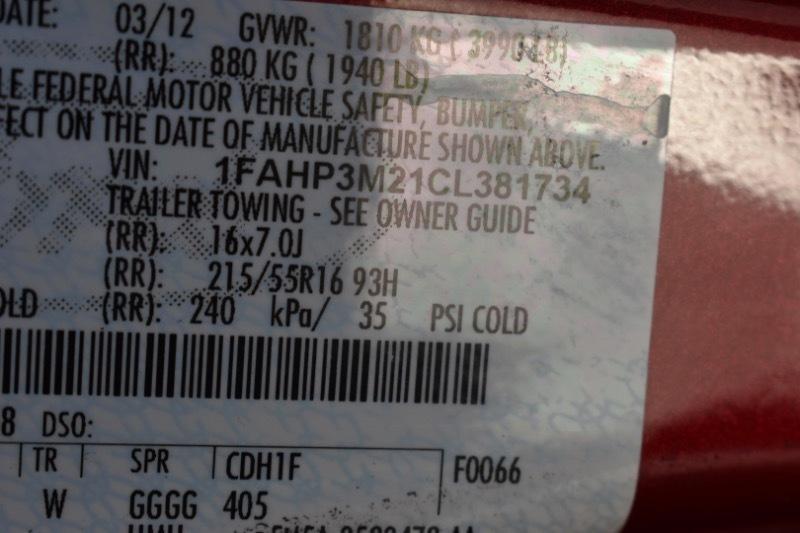 DATE: 03/12 GVWR: 1810 KG ( 3990 LB)
(RR): 880 KG ( 1940 LB)
LE FEDERAL MOTOR VEHICLE SAFETY, BUMPER,
FECT ON THE DATE OF MANUFACTURE SHOWN ABOVE.
VIN: 1FAHP3M21CL381734
TRAILER TOWING - SEE OWNER GUIDE
(RR): 16x7.0J
(RR): 215/55R16 93H
OLD (RR): 240 kPa/ 35 PSI COLD
8 DSO:
TR SPR CDH1F F0066
W GGGG 405